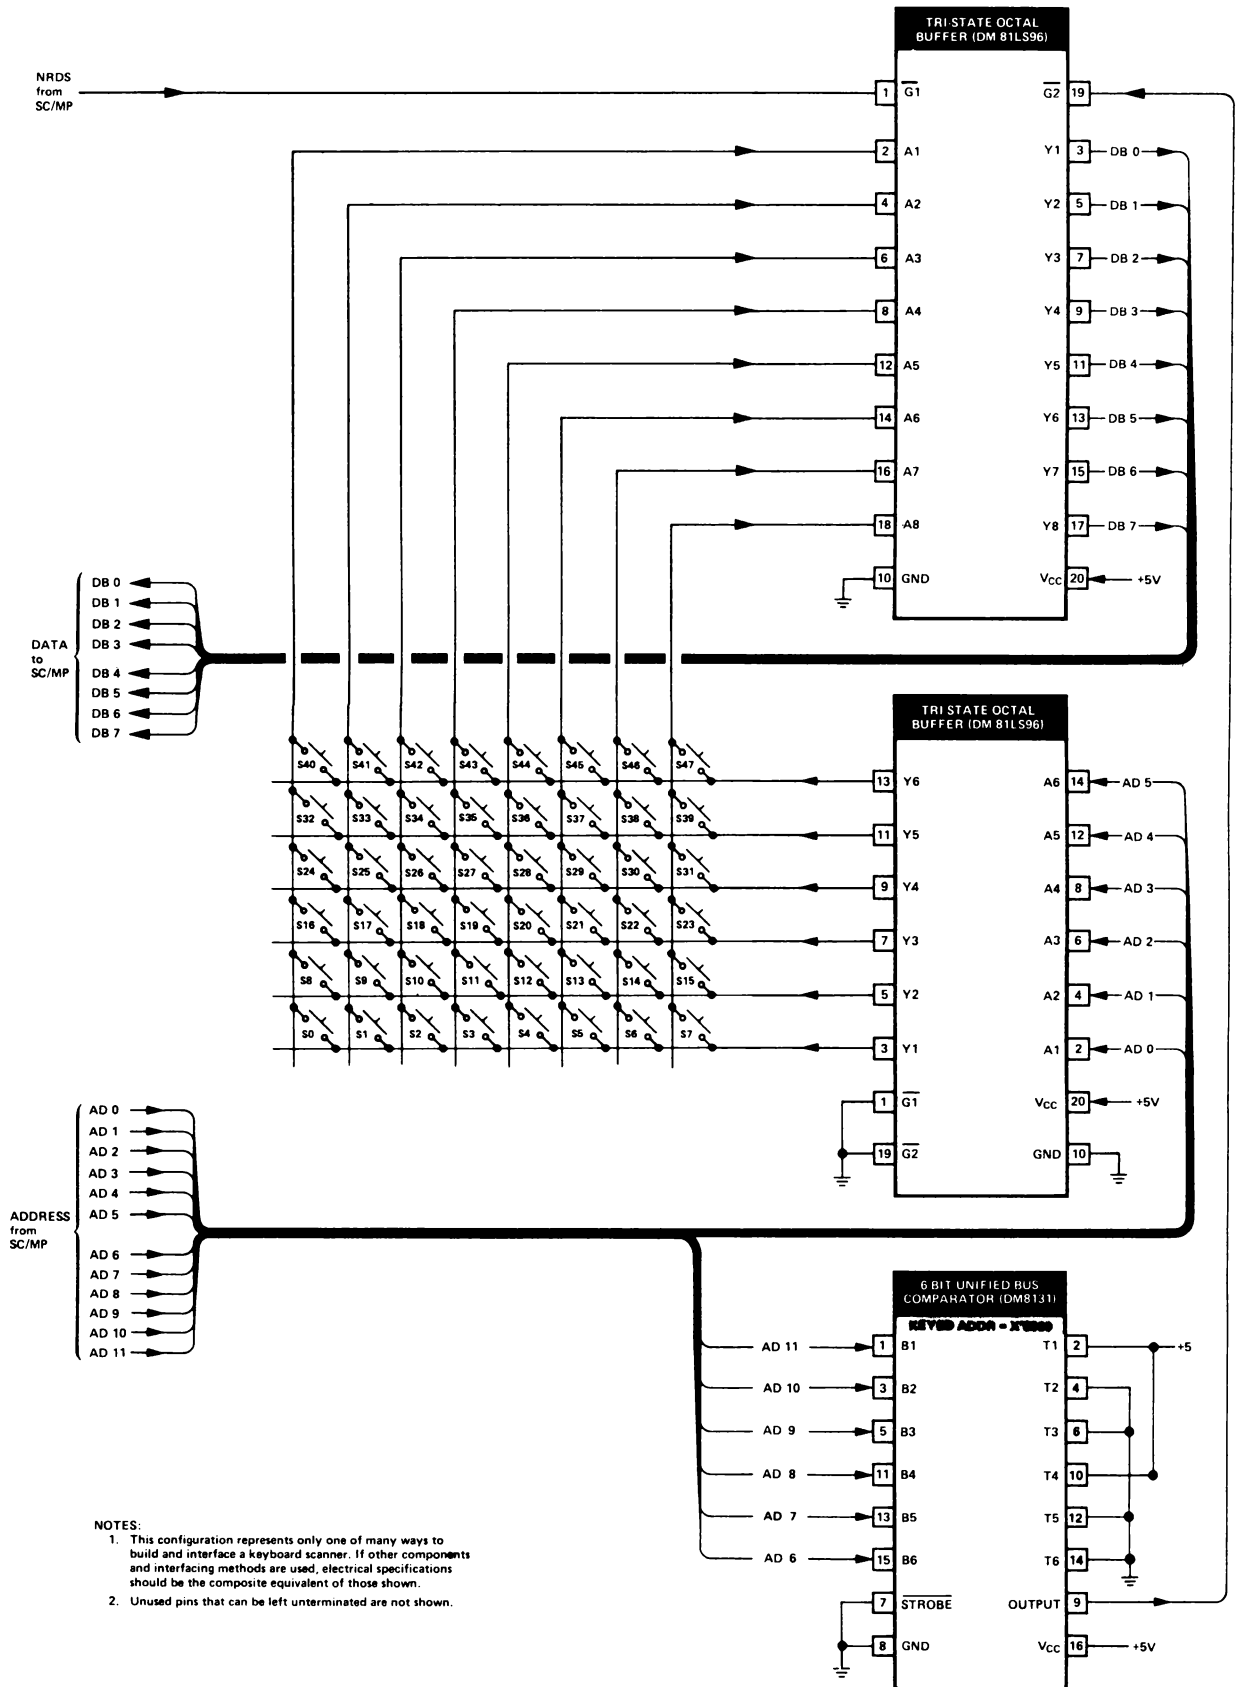 TRI-STATE OCTAL
BUFFER (DM 81LS96)
NRDS
from
SC/MP
1 G1 G2 19
2 A1 Y1 3 DB 0
4 A2 Y2 5 DB 1
6 A3 Y3 7 DB 2
8 A4 Y4 9 DB 3
12 A5 Y5 11 DB 4
14 A6 Y6 13 DB 5
16 A7 Y7 15 DB 6
18 A8 Y8 17 DB 7
10 GND VCC 20 +5V
DATA
to
SC/MP
DB 0
DB 1
DB 2
DB 3
DB 4
DB 5
DB 6
DB 7
TRI STATE OCTAL
BUFFER (DM 81LS96)
S40 S41 S42 S43 S44 S45 S46 S47
13 Y6 A6 14 AD 5
S32 S33 S34 S35 S36 S37 S38 S39
11 Y5 A5 12 AD 4
S24 S25 S26 S27 S28 S29 S30 S31
9 Y4 A4 8 AD 3
S16 S17 S18 S19 S20 S21 S22 S23
7 Y3 A3 6 AD 2
S8 S9 S10 S11 S12 S13 S14 S15
5 Y2 A2 4 AD 1
S0 S1 S2 S3 S4 S5 S6 S7
3 Y1 A1 2 AD 0
1 G1 VCC 20 +5V
19 G2 GND 10
ADDRESS
from
SC/MP
AD 0
AD 1
AD 2
AD 3
AD 4
AD 5
AD 6
AD 7
AD 8
AD 9
AD 10
AD 11
6 BIT UNIFIED BUS
COMPARATOR (DM8131)
KEYED ADDR =
AD 11 1 B1 T1 2 +5
AD 10 3 B2 T2 4
AD 9 5 B3 T3 6
AD 8 11 B4 T4 10
AD 7 13 B5 T5 12
AD 6 15 B6 T6 14
7 STROBE OUTPUT 9
8 GND VCC 16 +5V
NOTES:
1. This configuration represents only one of many ways to
build and interface a keyboard scanner. If other components
and interfacing methods are used, electrical specifications
should be the composite equivalent of those shown.
2. Unused pins that can be left unterminated are not shown.